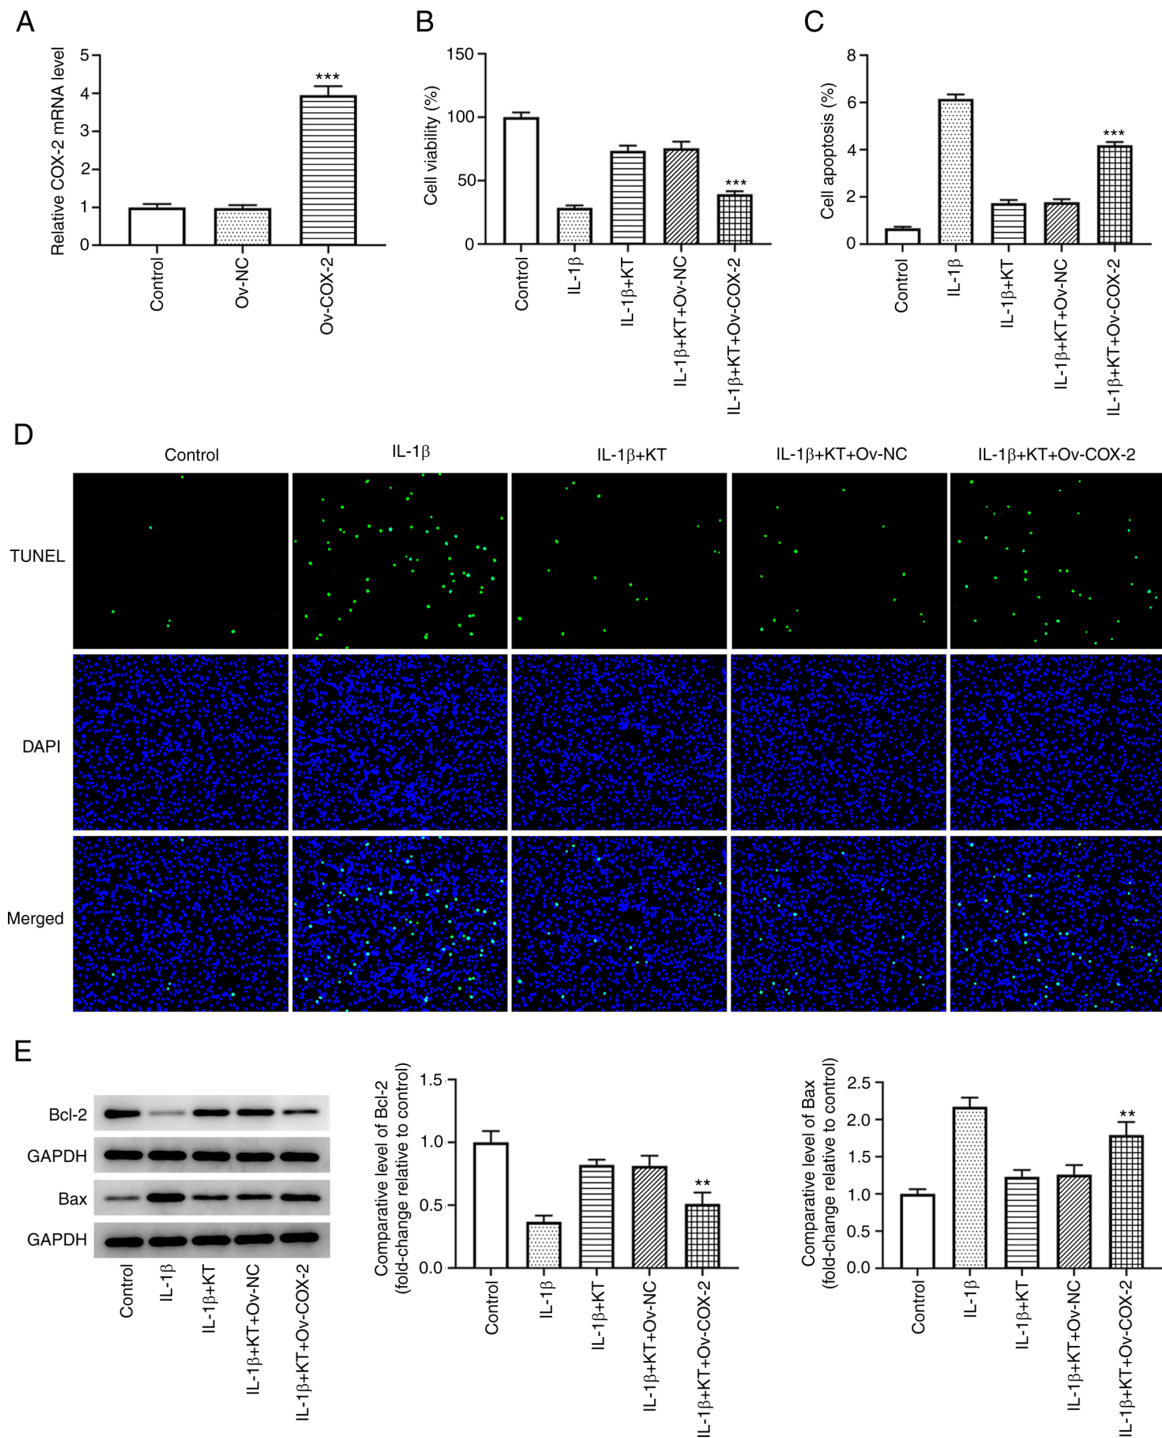 A
Relative COX-2 mRNA level
5
4
3
2
1
0
***
Control
Ov-NC
Ov-COX-2
B
Cell viability (%)
150
100
50
0
***
Control
IL-1β
IL-1β+KT
IL-1β+KT+Ov-NC
IL-1β+KT+Ov-COX-2
C
Cell apoptosis (%)
8
6
4
2
0
***
Control
IL-1β
IL-1β+KT
IL-1β+KT+Ov-NC
IL-1β+KT+Ov-COX-2
D
Control
IL-1β
IL-1β+KT
IL-1β+KT+Ov-NC
IL-1β+KT+Ov-COX-2
TUNEL
DAPI
Merged
E
Bcl-2
GAPDH
Bax
GAPDH
Control
IL-1β
IL-1β+KT
IL-1β+KT+Ov-NC
IL-1β+KT+Ov-COX-2
Comparative level of Bcl-2
(fold-change relative to control)
1.5
1.0
0.5
0.0
**
Control
IL-1β
IL-1β+KT
IL-1β+KT+Ov-NC
IL-1β+KT+Ov-COX-2
Comparative level of Bax
(fold-change relative to control)
2.5
2.0
1.5
1.0
0.5
0.0
**
Control
IL-1β
IL-1β+KT
IL-1β+KT+Ov-NC
IL-1β+KT+Ov-COX-2